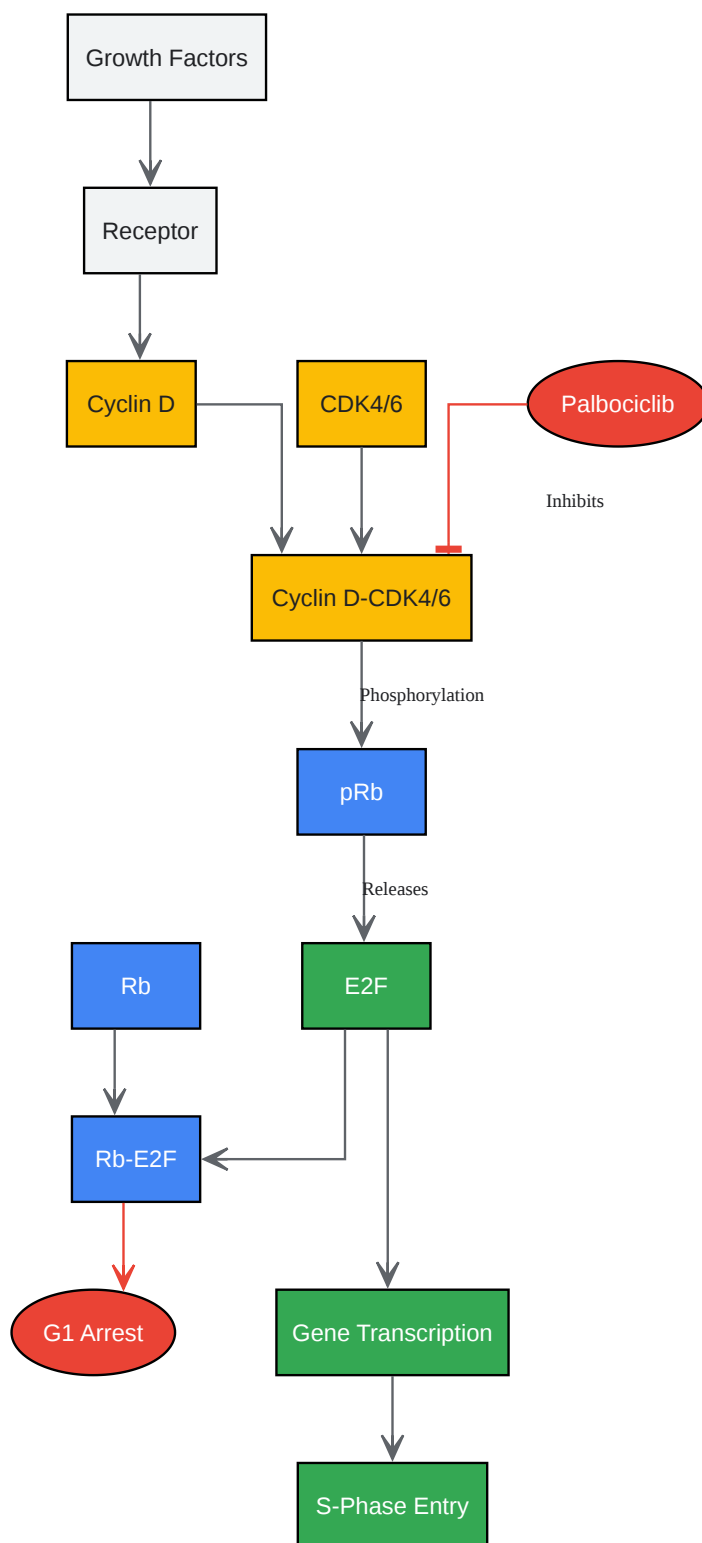 Growth Factors
Receptor
Cyclin D
CDK4/6
Palbociclib
Inhibits
Cyclin D-CDK4/6
Phosphorylation
pRb
Releases
Rb
E2F
Rb-E2F
G1 Arrest
Gene Transcription
S-Phase Entry